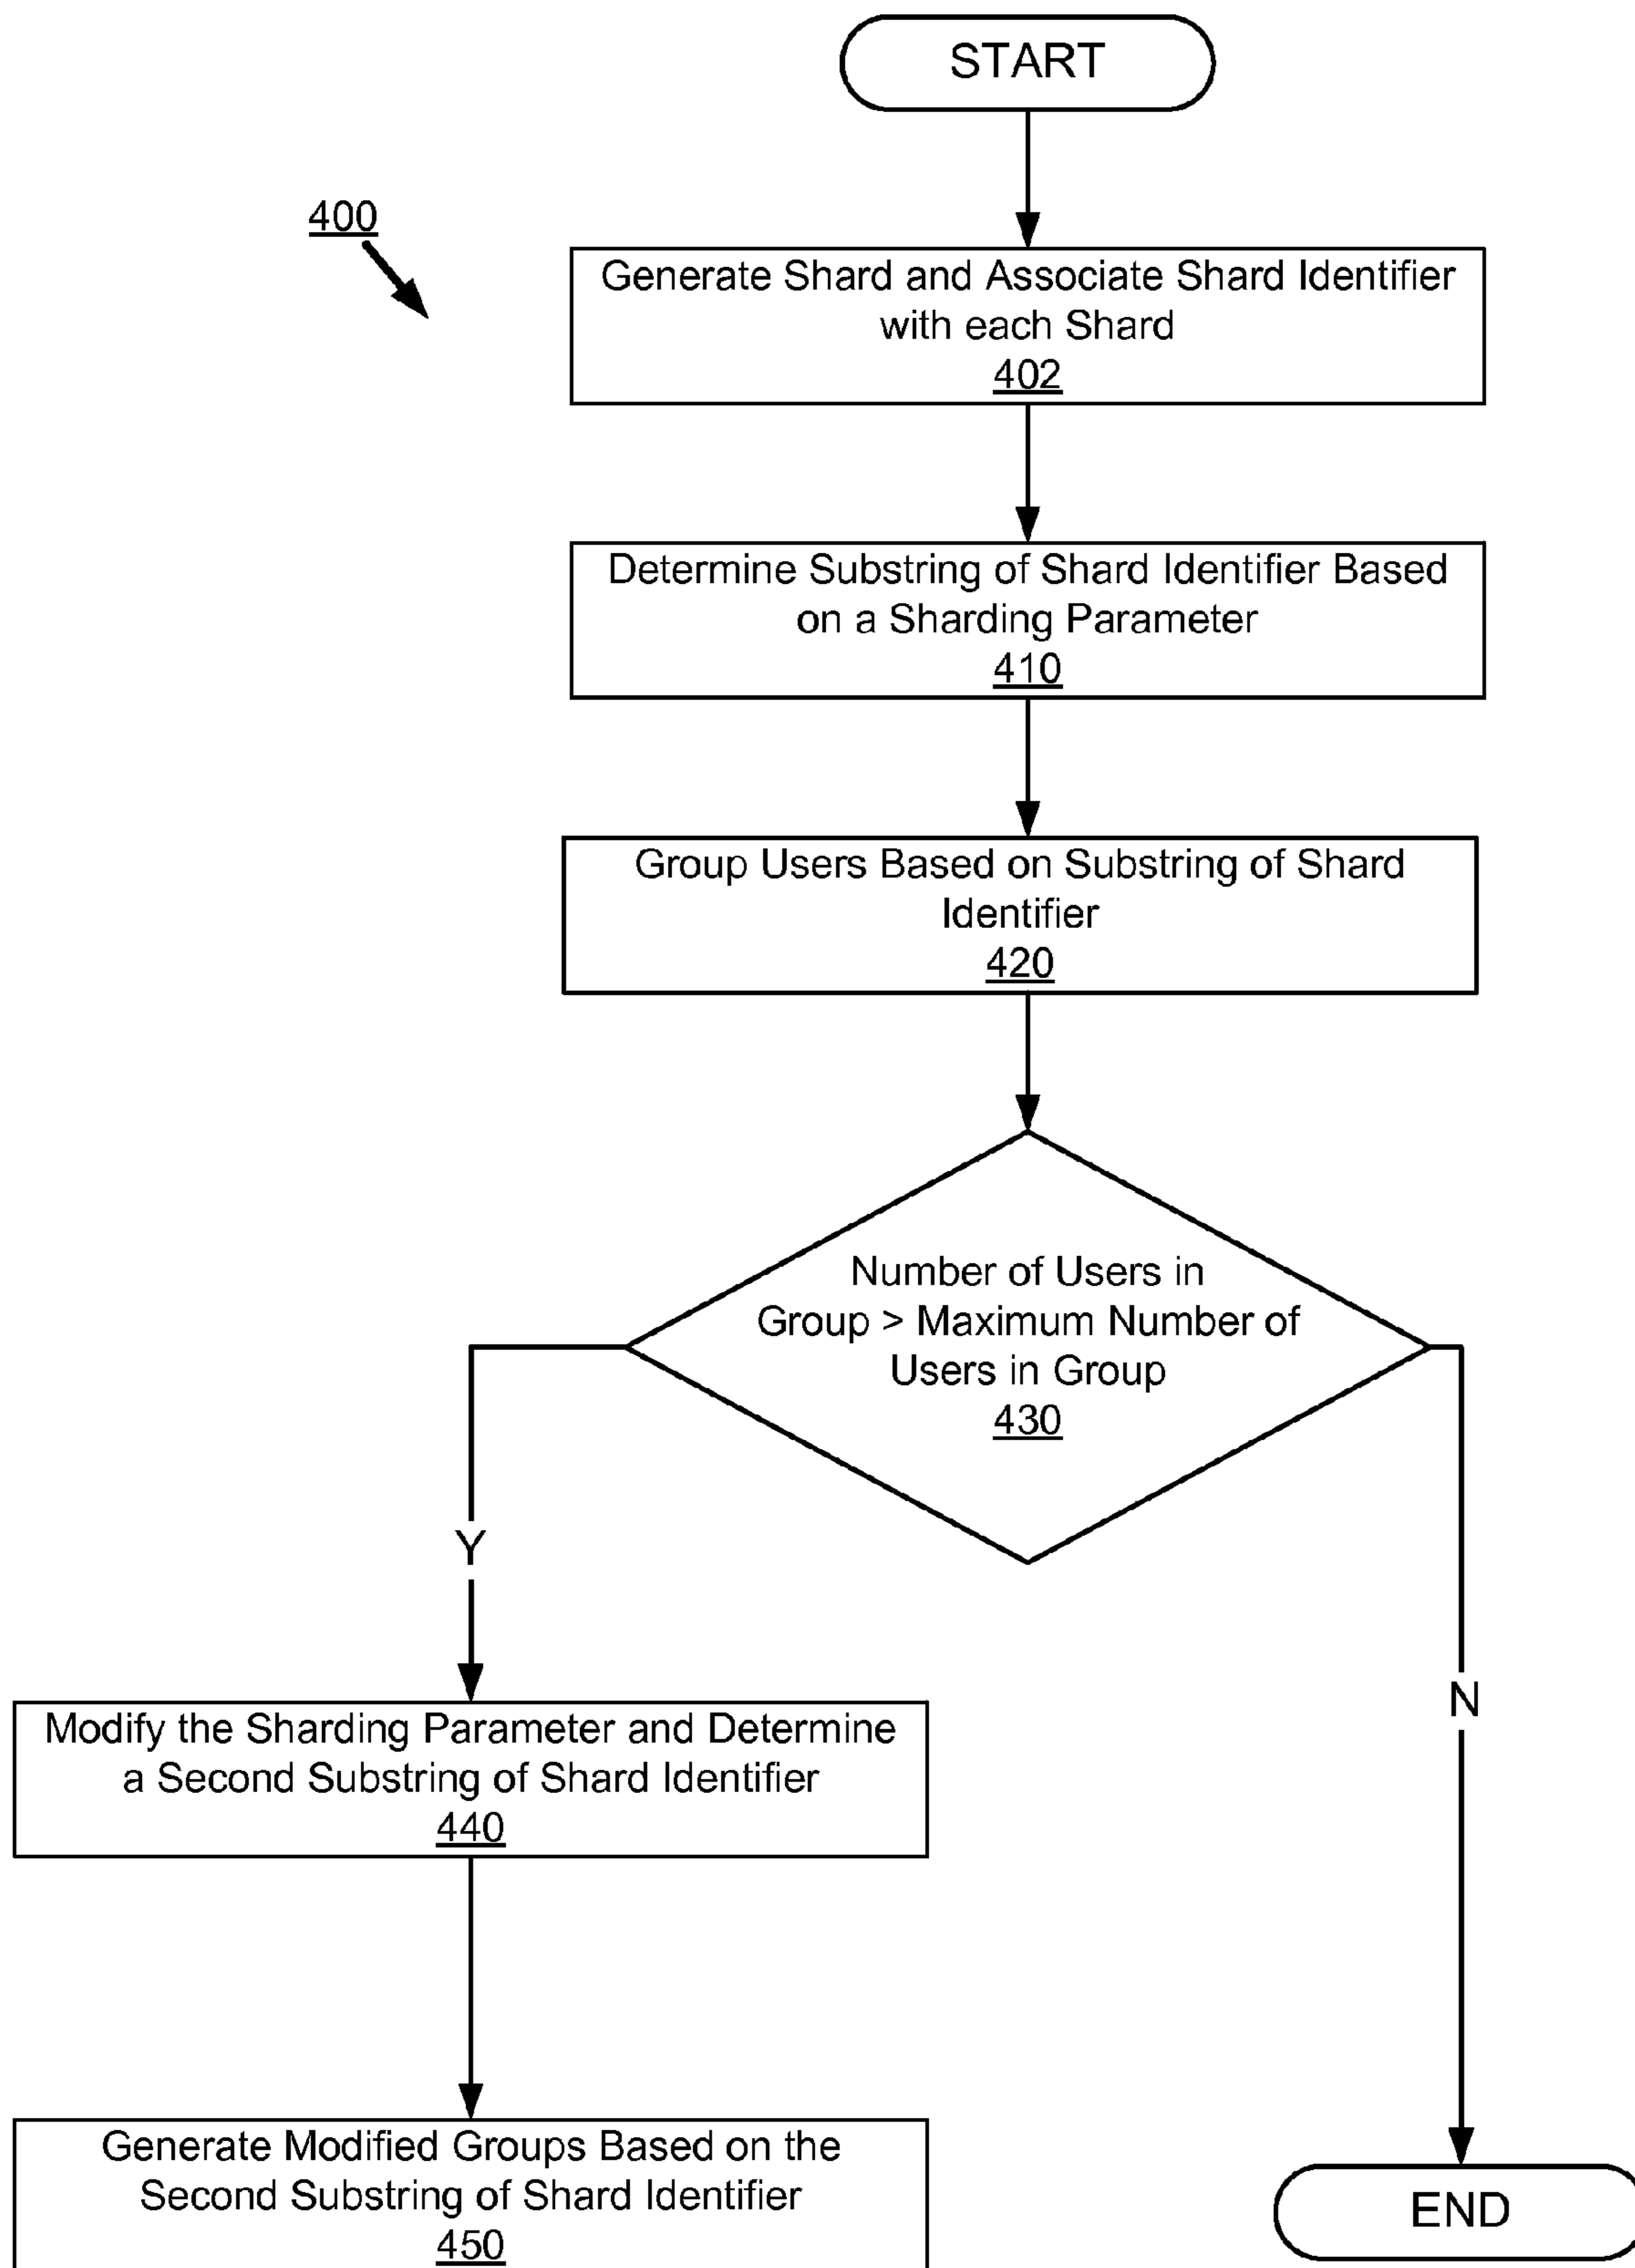 START
400
Generate Shard and Associate Shard Identifier
with each Shard
402
Determine Substring of Shard Identifier Based
on a Sharding Parameter
410
Group Users Based on Substring of Shard
Identifier
420
Number of Users in
Group > Maximum Number of
Users in Group
430
Y
N
Modify the Sharding Parameter and Determine
a Second Substring of Shard Identifier
440
Generate Modified Groups Based on the
Second Substring of Shard Identifier
450
END